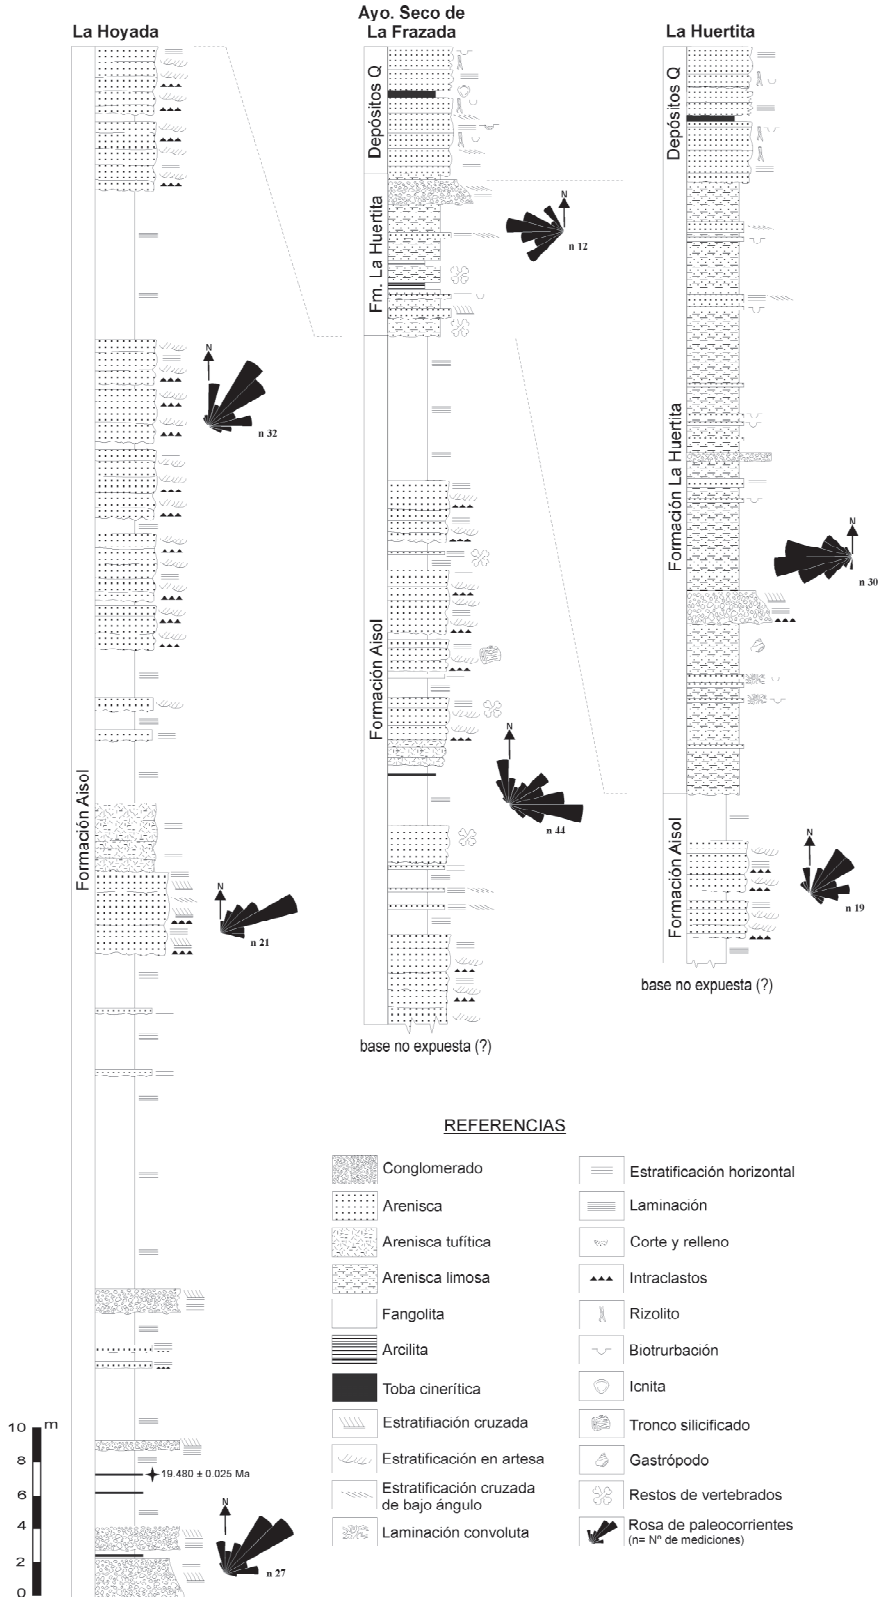 La Hoyada
Ayo. Seco de
La Frazada
La Huertita
Formación Aisol
N
n 32
N
n 21
19.480 ± 0.025 Ma
N
n 27
10
m
8
6
4
2
0
Depósitos Q
Fm. La Huertita
Formación Aisol
N
n 12
N
n 44
base no expuesta (?)
Depósitos Q
Formación La Huertita
Formación Aisol
N
n 30
N
n 19
base no expuesta (?)
REFERENCIAS
Conglomerado
Arenisca
Arenisca tufítica
Arenisca limosa
Fangolita
Arcilita
Toba cinerítica
Estratifiación cruzada
Estratificación en artesa
Estratificación cruzada
de bajo ángulo
Laminación convoluta
Estratificación horizontal
Laminación
Corte y relleno
Intraclastos
Rizolito
Biotrurbación
Icnita
Tronco silicificado
Gastrópodo
Restos de vertebrados
Rosa de paleocorrientes
(n= Nº de mediciones)